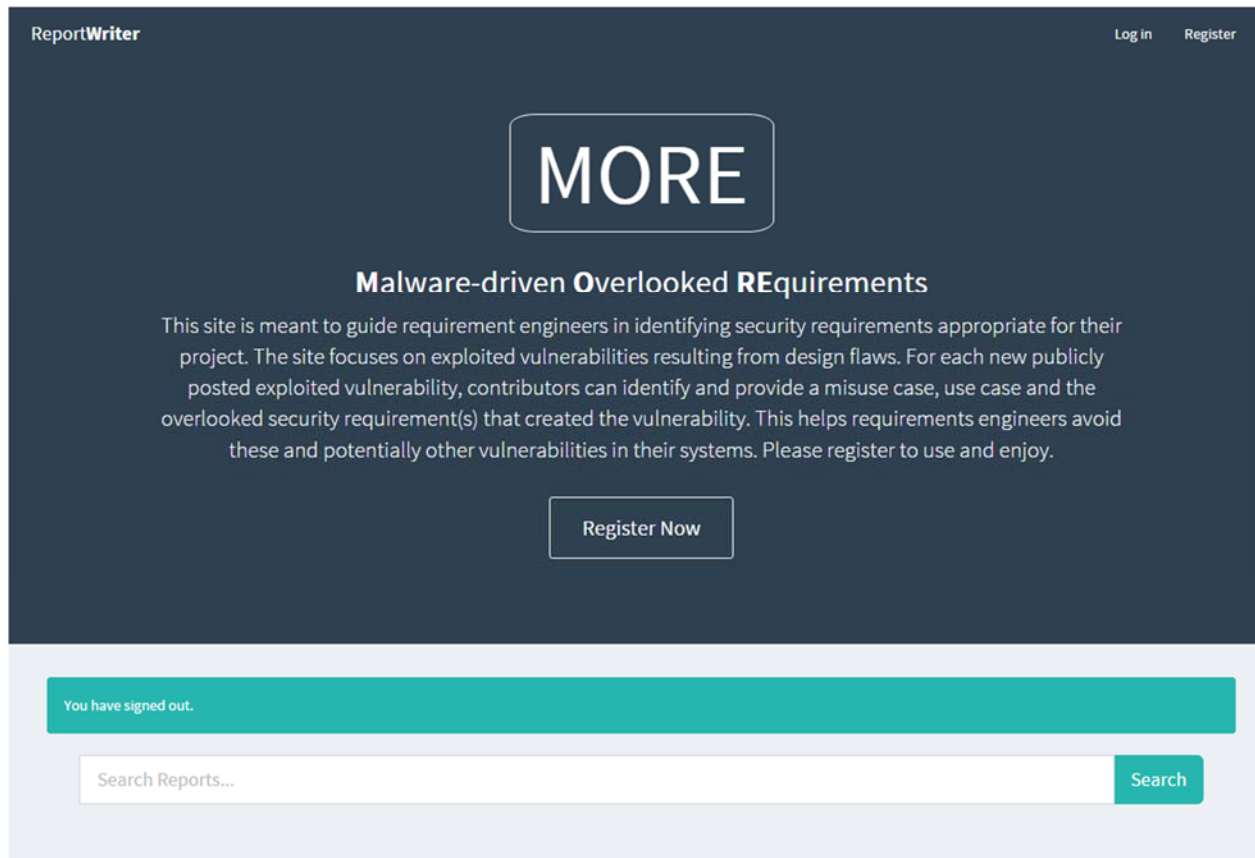 ReportWriter
Log in Register
MORE
Malware-driven Overlooked REquirements
This site is meant to guide requirement engineers in identifying security requirements appropriate for their
project. The site focuses on exploited vulnerabilities resulting from design flaws. For each new publicly
posted exploited vulnerability, contributors can identify and provide a misuse case, use case and the
overlooked security requirement(s) that created the vulnerability. This helps requirements engineers avoid
these and potentially other vulnerabilities in their systems. Please register to use and enjoy.
Register Now
You have signed out.
Search Reports...
Search